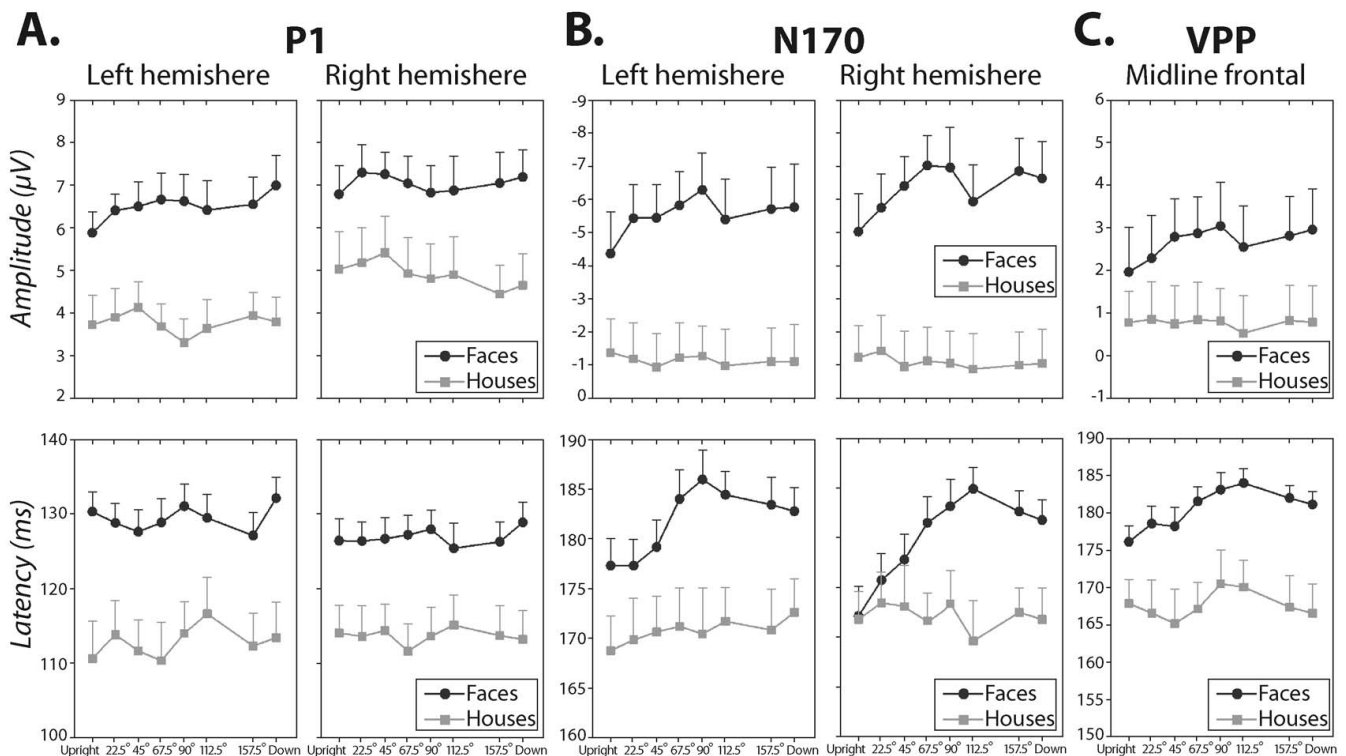 A. P1 B. N170 C. VPP
Left hemishere Right hemishere Left hemishere Right hemishere Midline frontal
Amplitude (μV)
9
8
7
6
5
4
3
2
-9
-8
-7
-6
-5
-4
-3
-2
-1
0
6
5
4
3
2
1
0
-1
Faces
Houses
Faces
Houses
Faces
Houses
Latency (ms)
140
130
120
110
100
190
185
180
175
170
165
160
190
185
180
175
170
165
160
155
150
Faces
Houses
Faces
Houses
Faces
Houses
Upright 22.5° 45° 67.5° 90° 112.5° 157.5° Down
Upright 22.5° 45° 67.5° 90° 112.5° 157.5° Down
Upright 22.5° 45° 67.5° 90° 112.5° 157.5° Down
Upright 22.5° 45° 67.5° 90° 112.5° 157.5° Down
Upright 22.5° 45° 67.5° 90 112.5° 157.5° Down